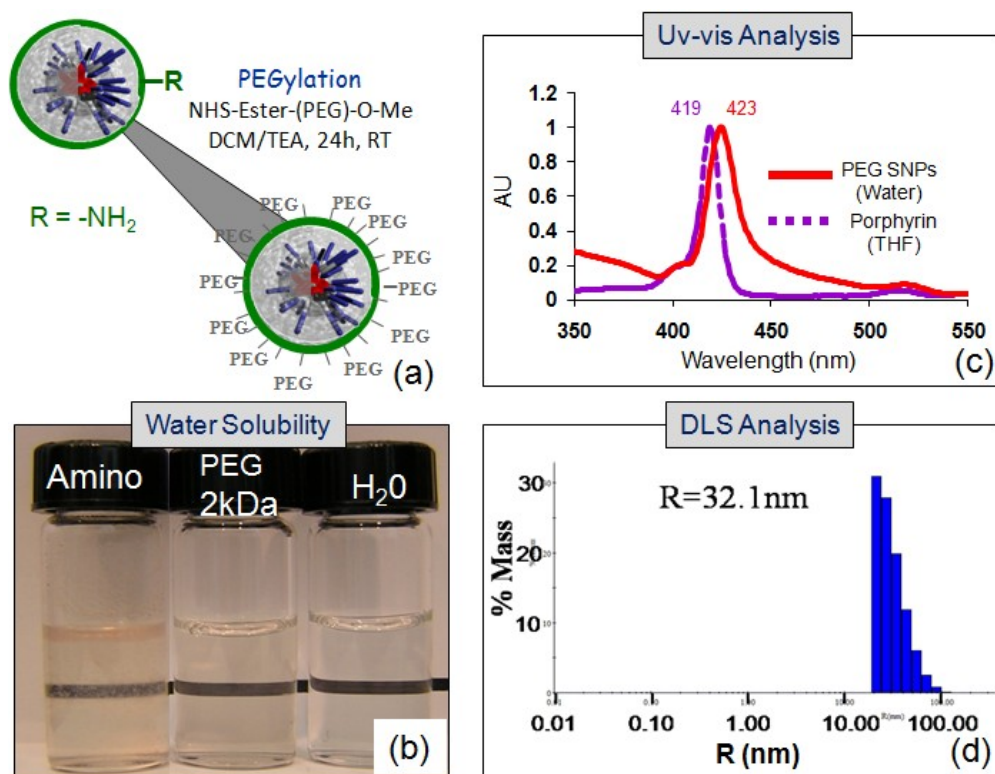 R
PEGylation
NHS-Ester-(PEG)-O-Me
DCM/TEA, 24h, RT
R = -NH₂
PEG
PEG
PEG
PEG
PEG
PEG
PEG
PEG
PEG
PEG
PEG
PEG
PEG
PEG
(a)
Uv-vis Analysis
419 423
1.2
1
0.8
0.6
0.4
0.2
0
AU
PEG SNPs
(Water)
Porphyrin
(THF)
350 400 450 500 550
Wavelength (nm)
(c)
Water Solubility
Amino
PEG
2kDa
H₂0
(b)
DLS Analysis
30
20
10
% Mass
R=32.1nm
R(nm)
0.01 0.10 1.00 10.00 100.00
R (nm)
(d)